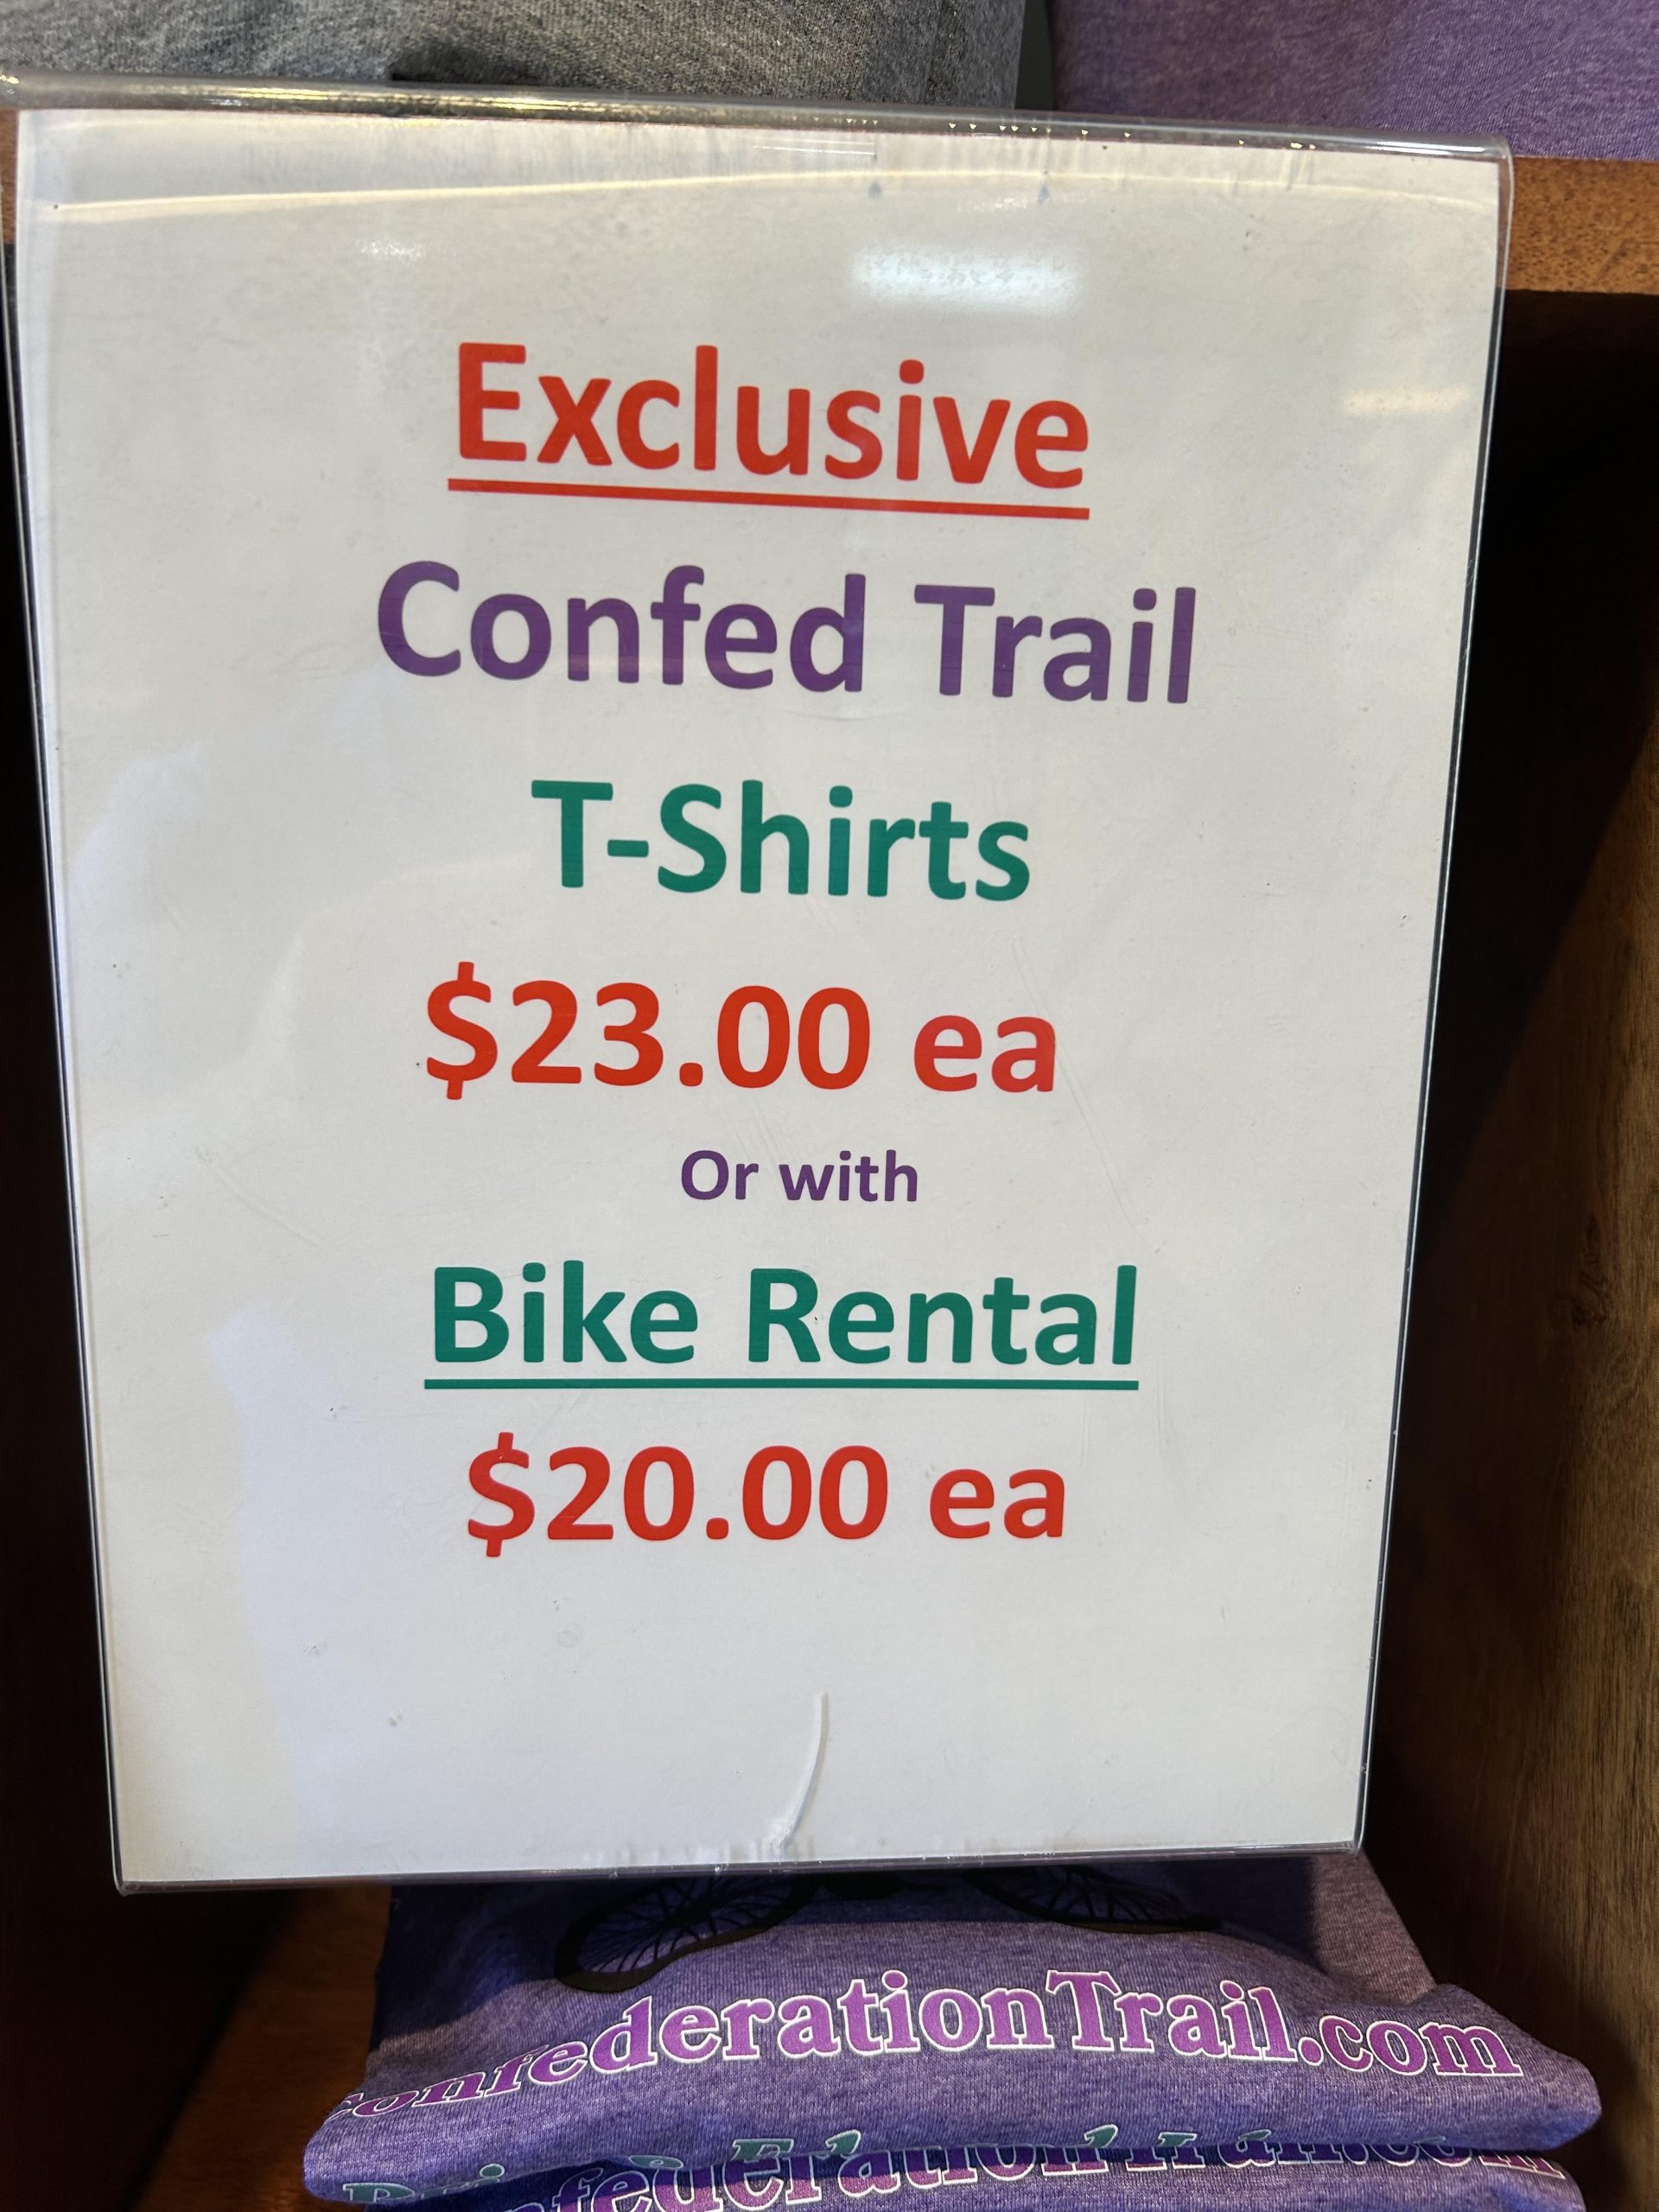 Exclusive
Confed Trail
T-Shirts
$23.00 ea
Or with
Bike Rental
$20.00 ea
ConfederationTrail.com